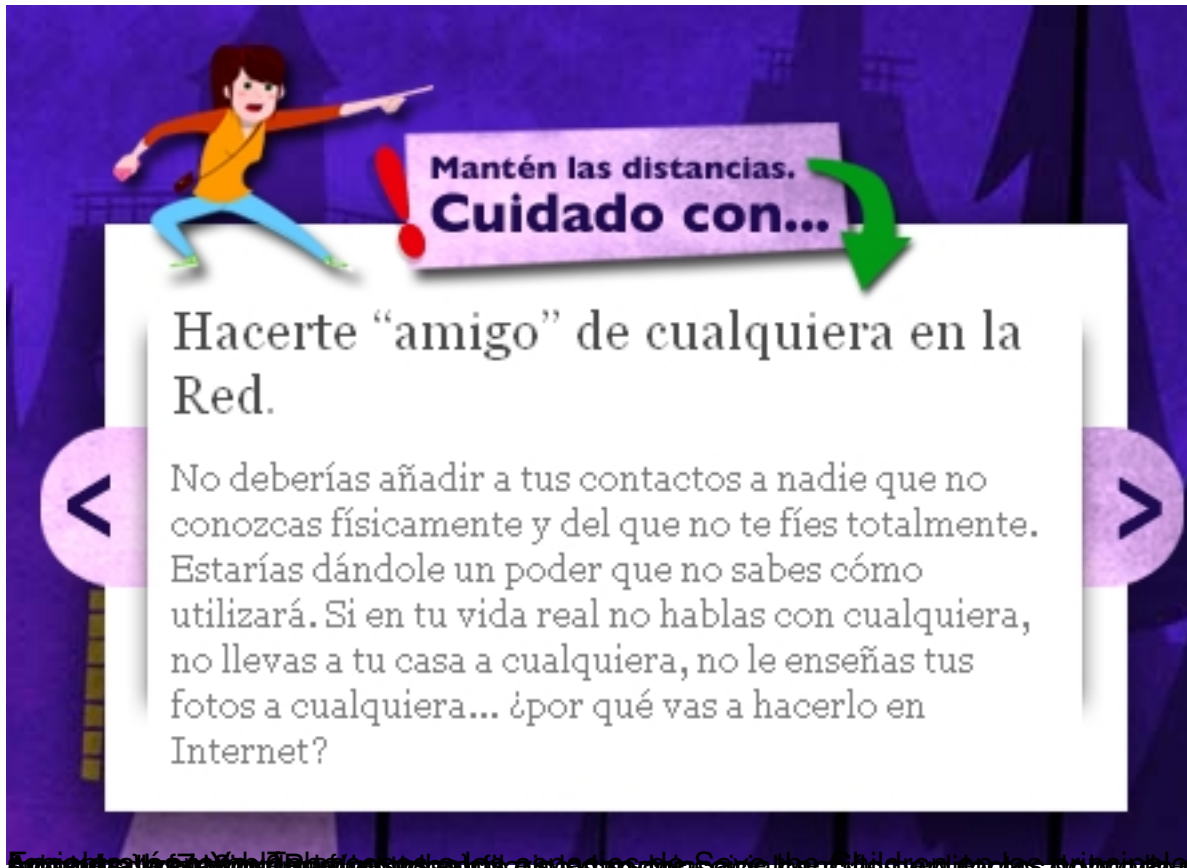 Mantén las distancias.
Cuidado con...
Hacerte “amigo” de cualquiera en la
Red.
No deberías añadir a tus contactos a nadie que no
conozcas físicamente y del que no te fíes totalmente.
Estarías dándole un poder que no sabes cómo
utilizará. Si en tu vida real no hablas con cualquiera,
no llevas a tu casa a cualquiera, no le enseñas tus
fotos a cualquiera... ¿por qué vas a hacerlo en
Internet?
<
>